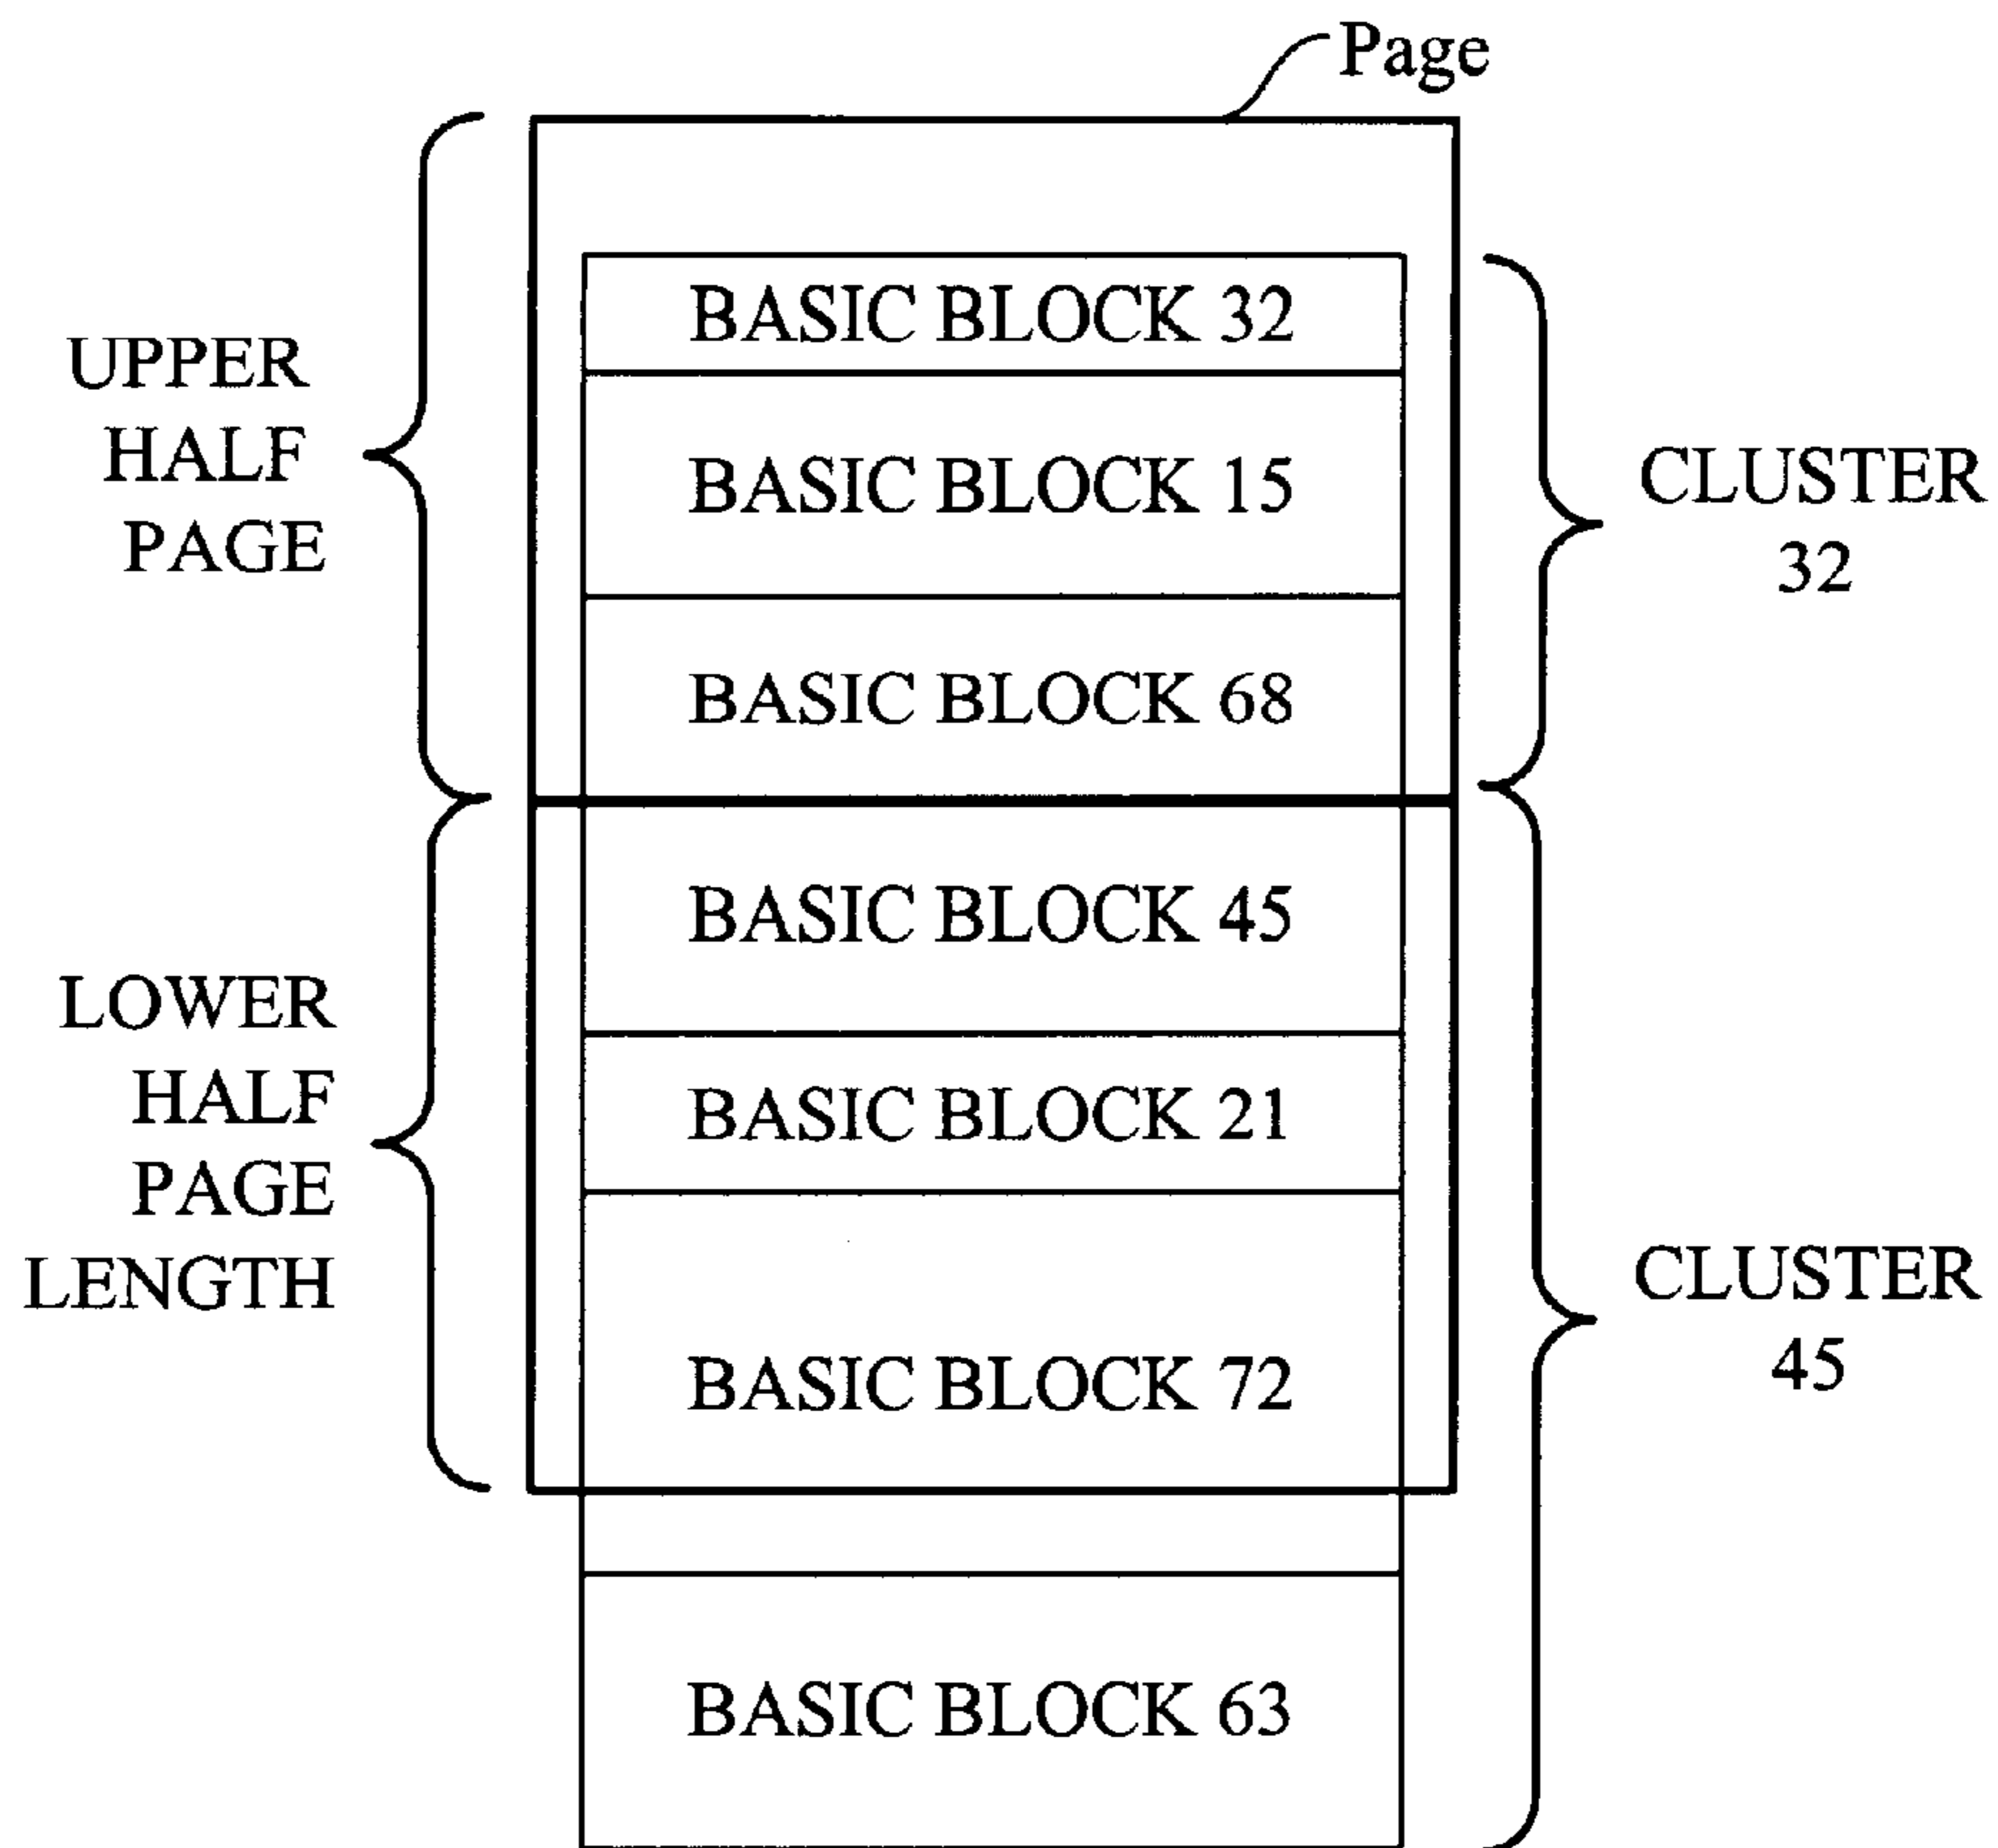 Page
UPPER
HALF
PAGE
BASIC BLOCK 32
BASIC BLOCK 15
BASIC BLOCK 68
CLUSTER
32
LOWER
HALF
PAGE
LENGTH
BASIC BLOCK 45
BASIC BLOCK 21
BASIC BLOCK 72
BASIC BLOCK 63
CLUSTER
45